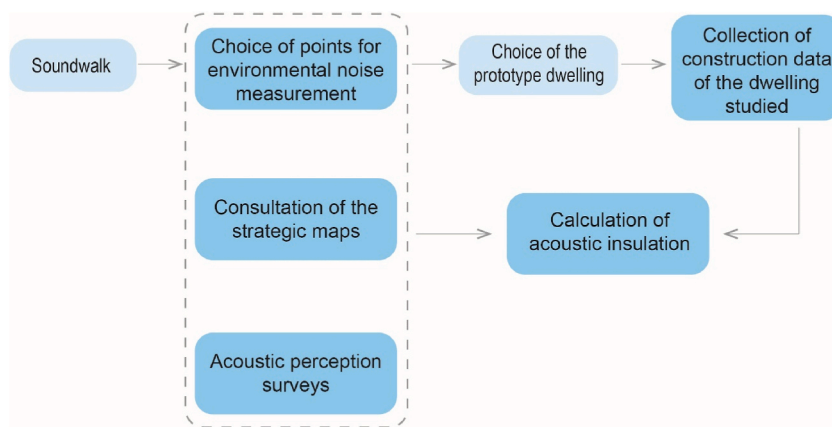 Soundwalk
Choice of points for
environmental noise
measurement
Choice of the
prototype dwelling
Collection of
construction data
of the dwelling
studied
Consultation of the
strategic maps
Calculation of
acoustic insulation
Acoustic perception
surveys